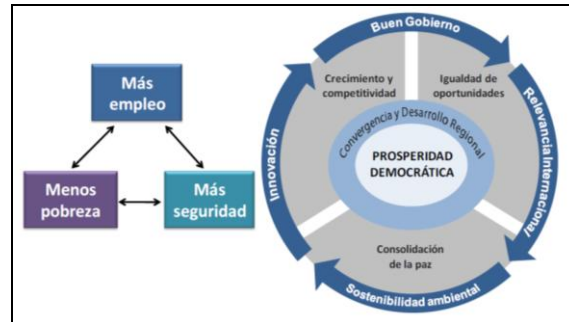 Más
empleo
Menos
pobreza
Más
seguridad
Buen Gobierno
Crecimiento y
competitividad
Igualdad de
oportunidades
Innovación
Relevancia Internacional
Convergencia y Desarrollo Regional
PROSPERIDAD
DEMOCRÁTICA
Consolidación
de la paz
Sostenibilidad ambiental